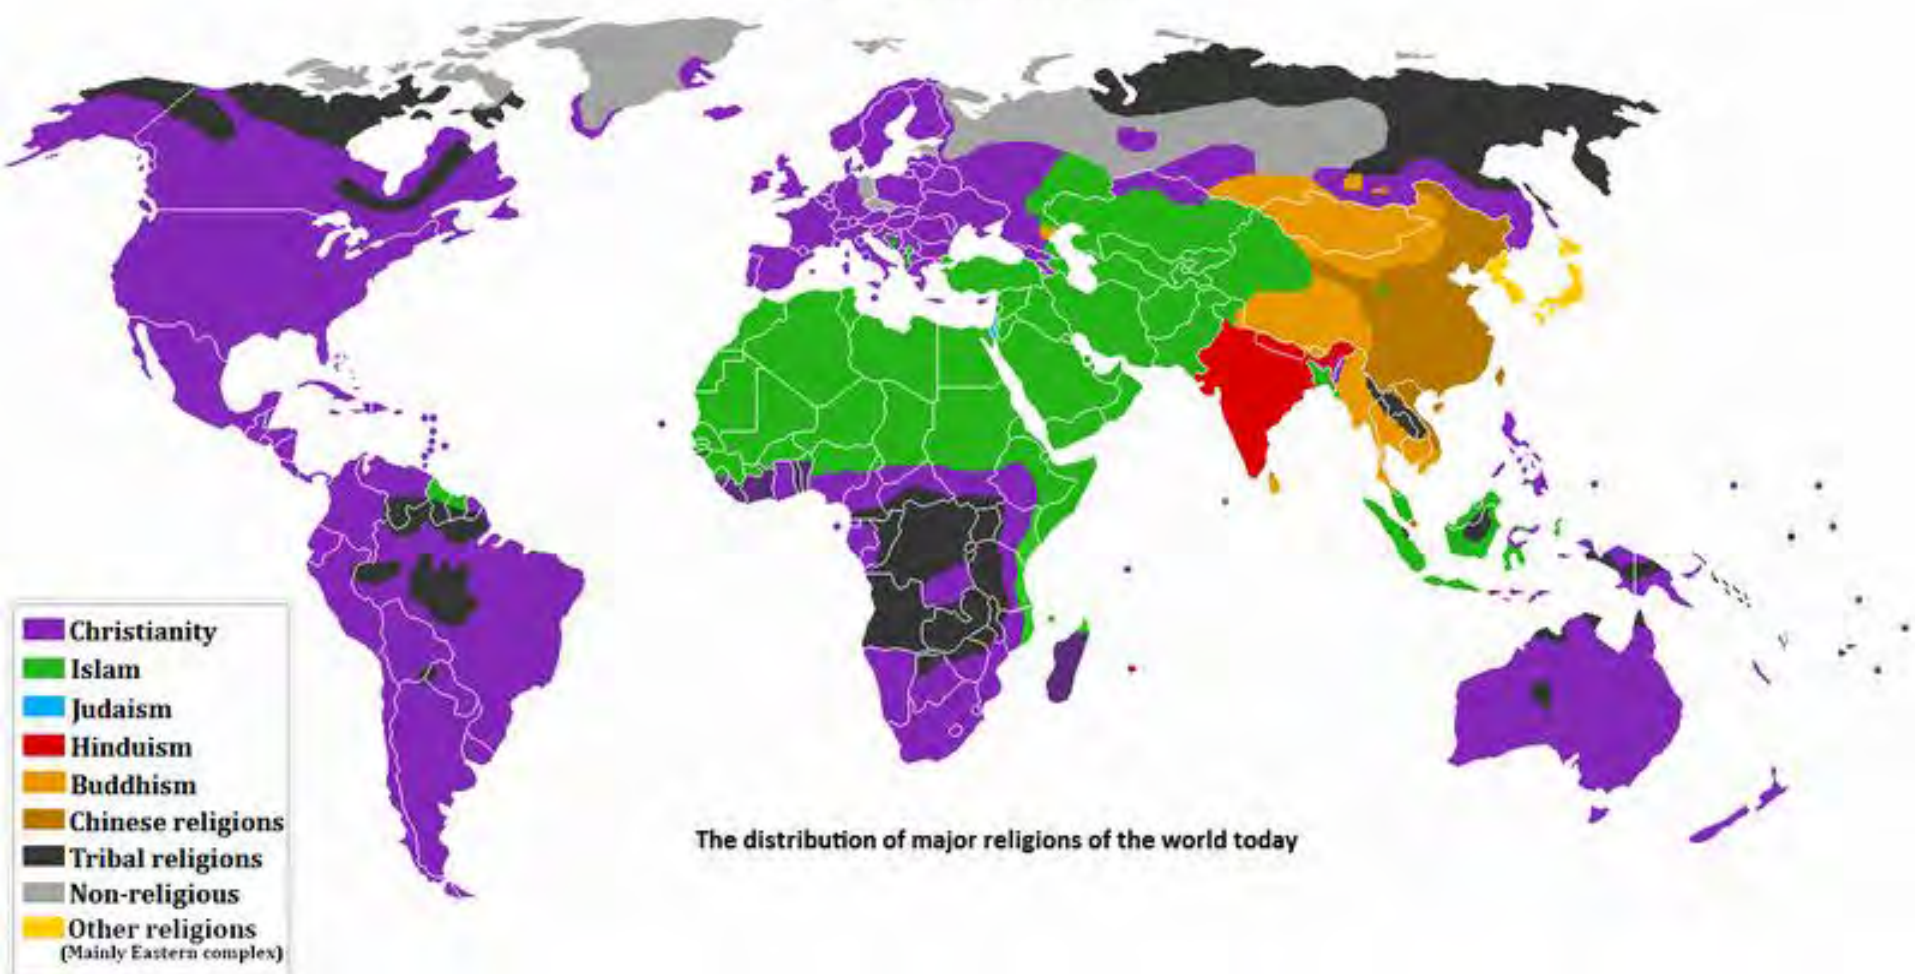 Christianity
Islam
Judaism
Hinduism
Buddhism
Chinese religions
Tribal religions
Non-religious
Other religions
(Mainly Eastern complex)
The distribution of major religions of the world today